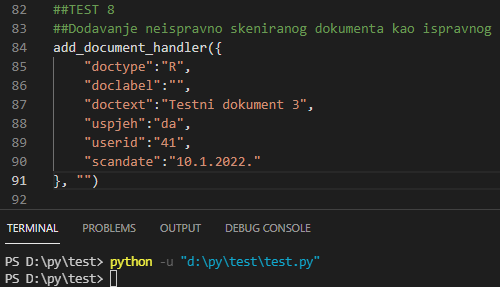 82 ##TEST 8
83 ##Dodavanje neispravno skeniranog dokumenta kao ispravnog
84 add_document_handler({
85 "doctype":"R",
86 "doclabel":"",
87 "doctext":"Testni dokument 3",
88 "uspjeh":"da",
89 "userid":"41",
90 "scandate":"10.1.2022."
91 }, "")
92
TERMINAL PROBLEMS OUTPUT DEBUG CONSOLE
PS D:\py\test> python -u "d:\py\test\test.py"
PS D:\py\test>